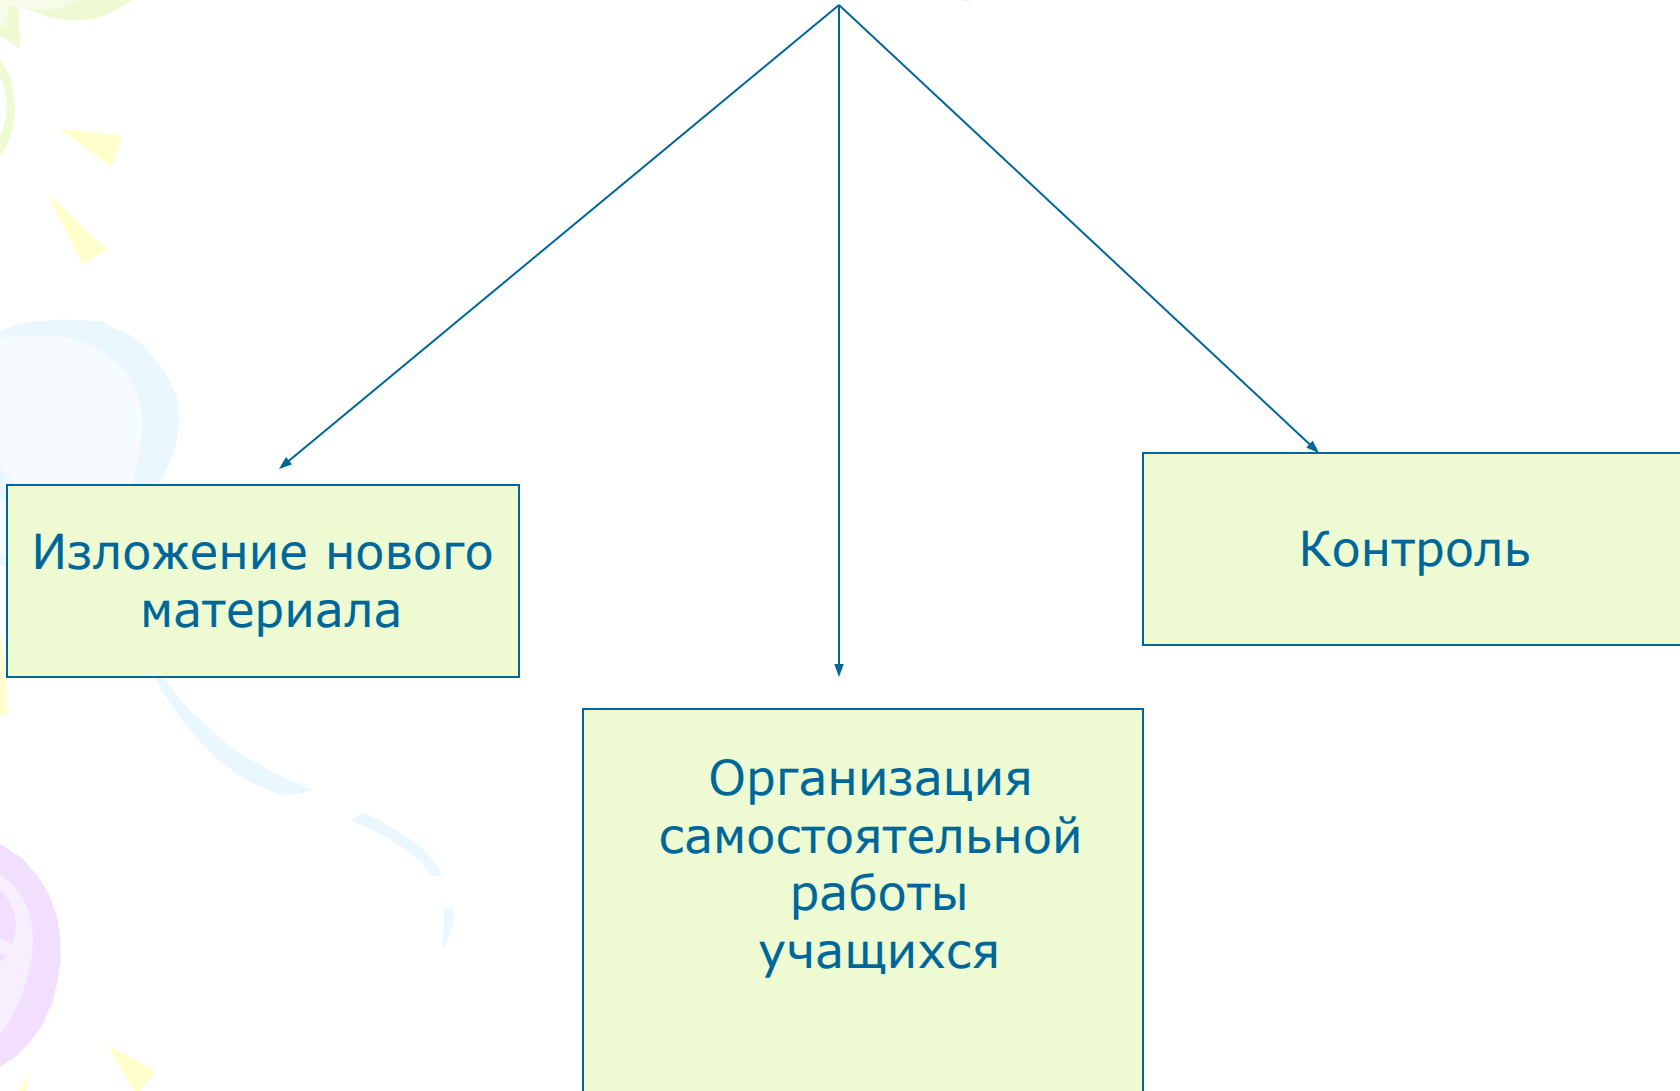 Изложение нового
материала
Контроль
Организация
самостоятельной
работы
учащихся